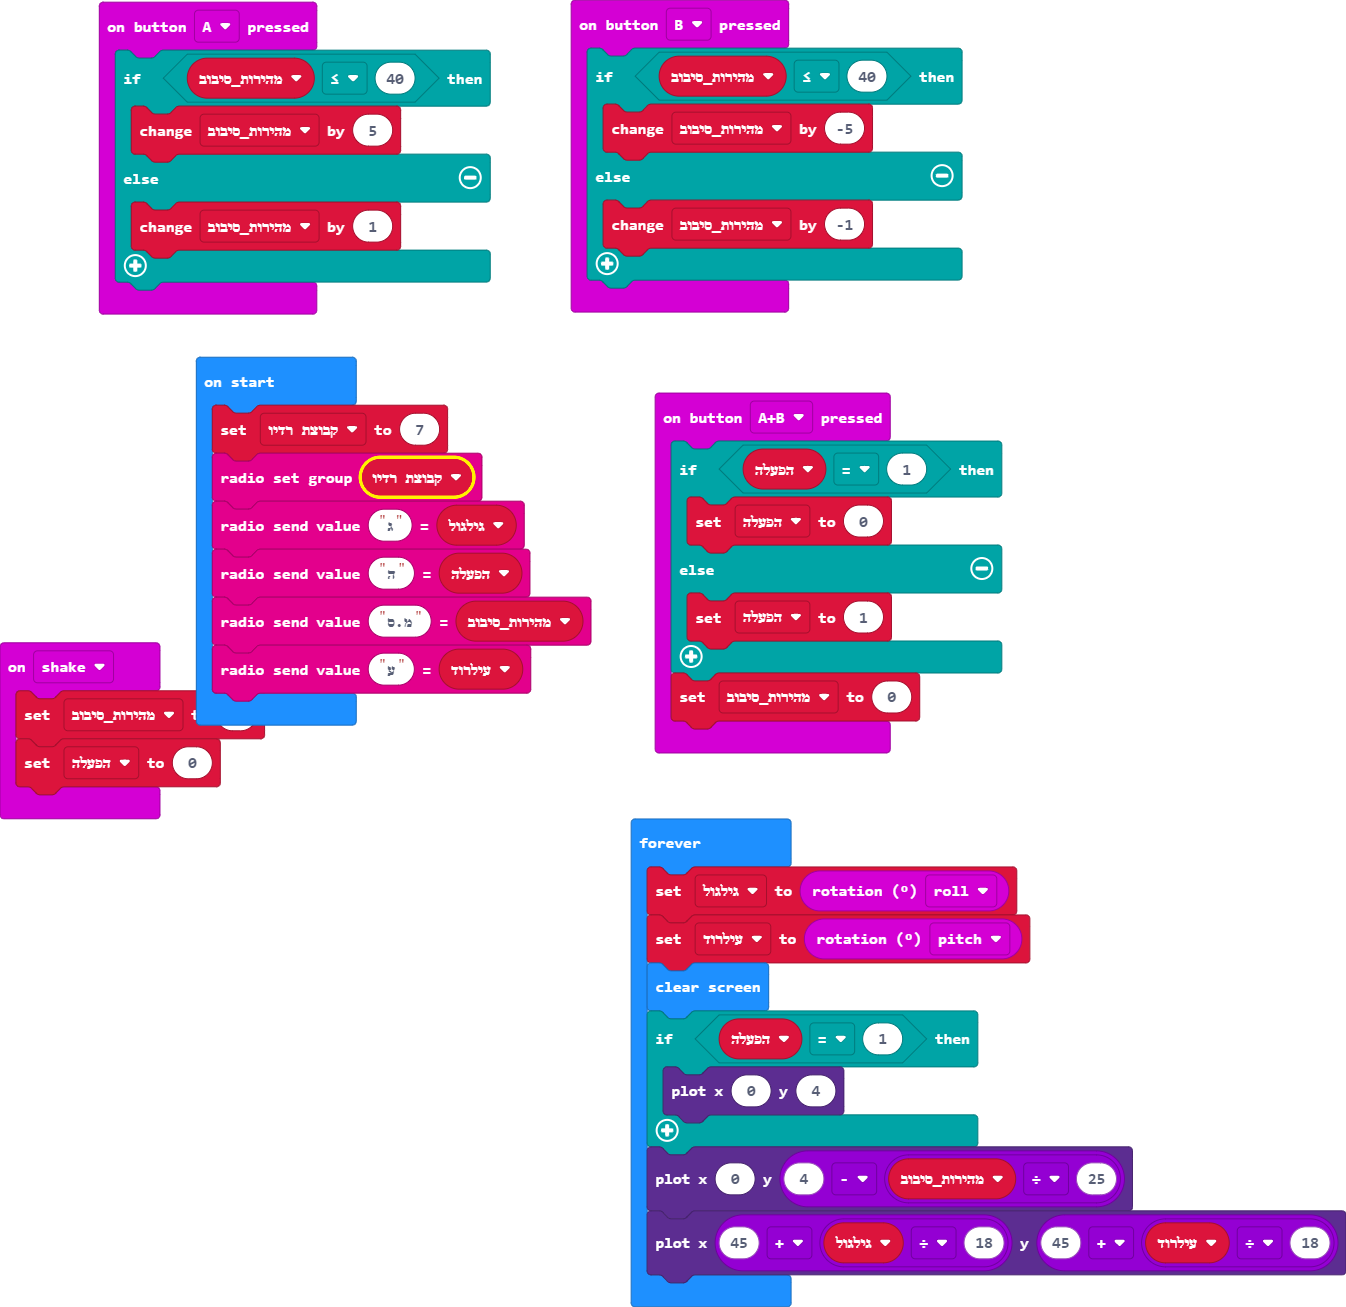 on button A pressed
if מהירות_סיבוב ≤ 40 then
change מהירות_סיבוב by 5
else
change מהירות_סיבוב by 1
on button B pressed
if מהירות_סיבוב ≤ 40 then
change מהירות_סיבוב by -5
else
change מהירות_סיבוב by -1
on start
set קבוצת רדיו to 7
radio set group קבוצת רדיו
radio send value "ג" = גילגול
radio send value "ה" = הפעלה
radio send value "מ.ס" = מהירות_סיבוב
radio send value "ע" = עילרוד
on shake
set מהירות_סיבוב
set הפעלה to 0
on button A+B pressed
if הפעלה = 1 then
set הפעלה to 0
else
set הפעלה to 1
set מהירות_סיבוב to 0
forever
set גילגול to rotation (°) roll
set עילרוד to rotation (°) pitch
clear screen
if הפעלה = 1 then
plot x 0 y 4
plot x 0 y 4 - מהירות_סיבוב ÷ 25
plot x 45 + גילגול ÷ 18 y 45 + עילרוד ÷ 18